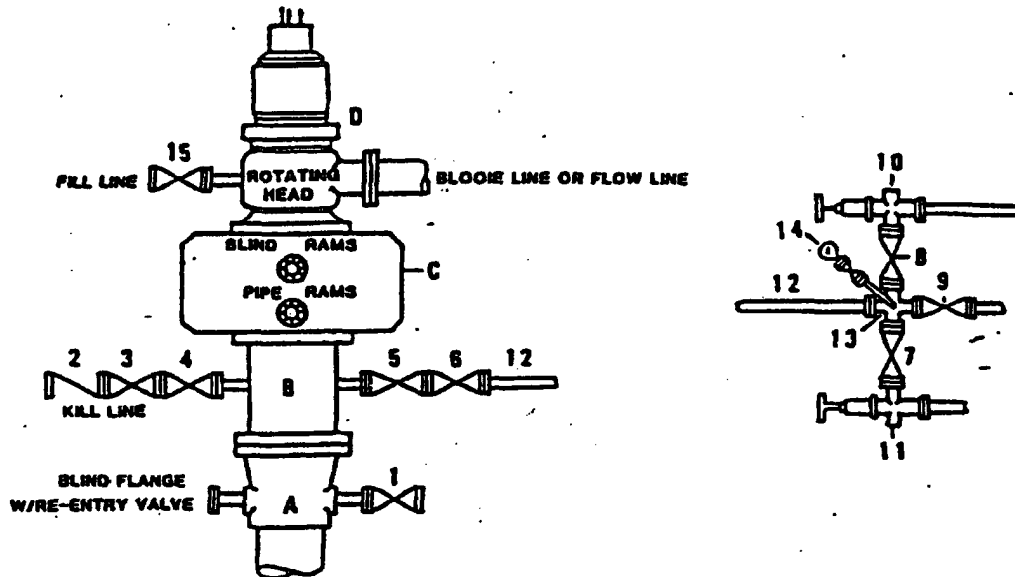 D
15
FILL LINE
ROTATING
HEAD
BLOOIE LINE OR FLOW LINE
BLIND RAMS
C
PIPE RAMS
2 3 4
5 6 12
B
KILL LINE
BLIND FLANGE
W/RE-ENTRY VALVE
A
1
10
14
8
12
9
13
7
11